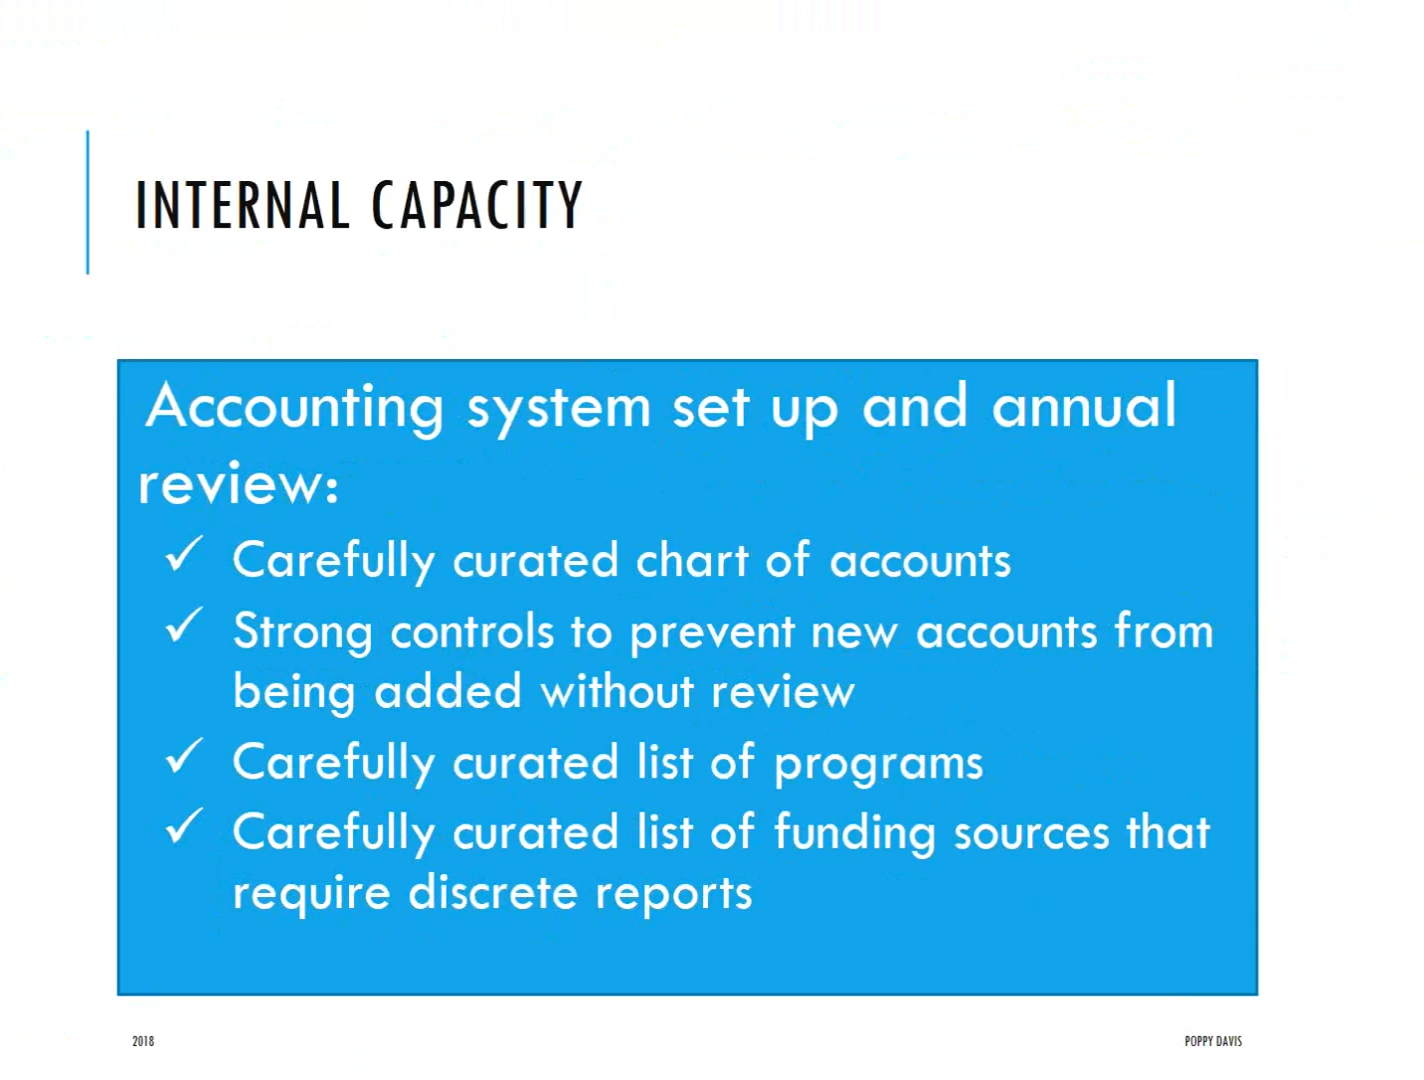 INTERNAL CAPACITY
Accounting system set up and annual
review:
✓ Carefully curated chart of accounts
✓ Strong controls to prevent new accounts from
being added without review
✓ Carefully curated list of programs
✓ Carefully curated list of funding sources that
require discrete reports
2018
POPPY DAVIS